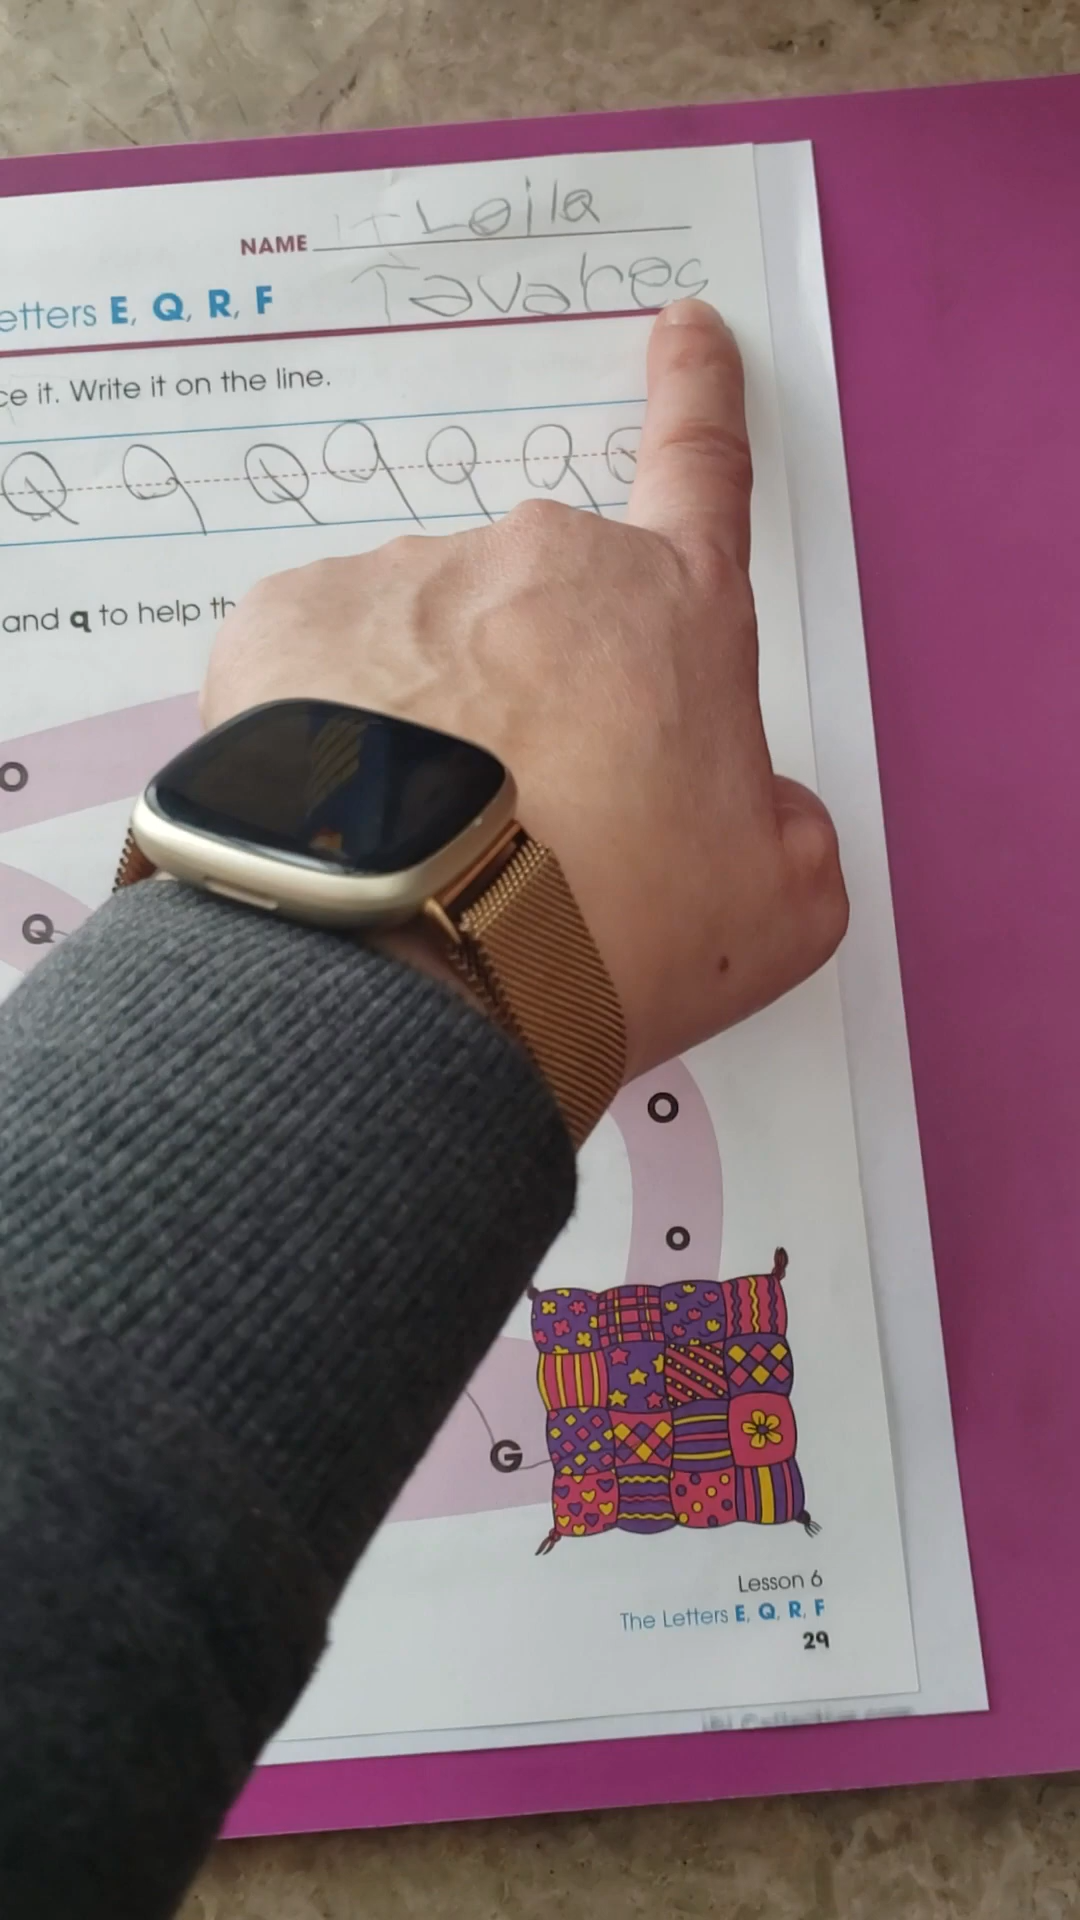 NAME Leila
Tavares
etters E, Q, R, F
ce it. Write it on the line.
Q q Q q q q Q
and q to help th
O
Q
O
o
G
Lesson 6
The Letters E, Q, R, F
29